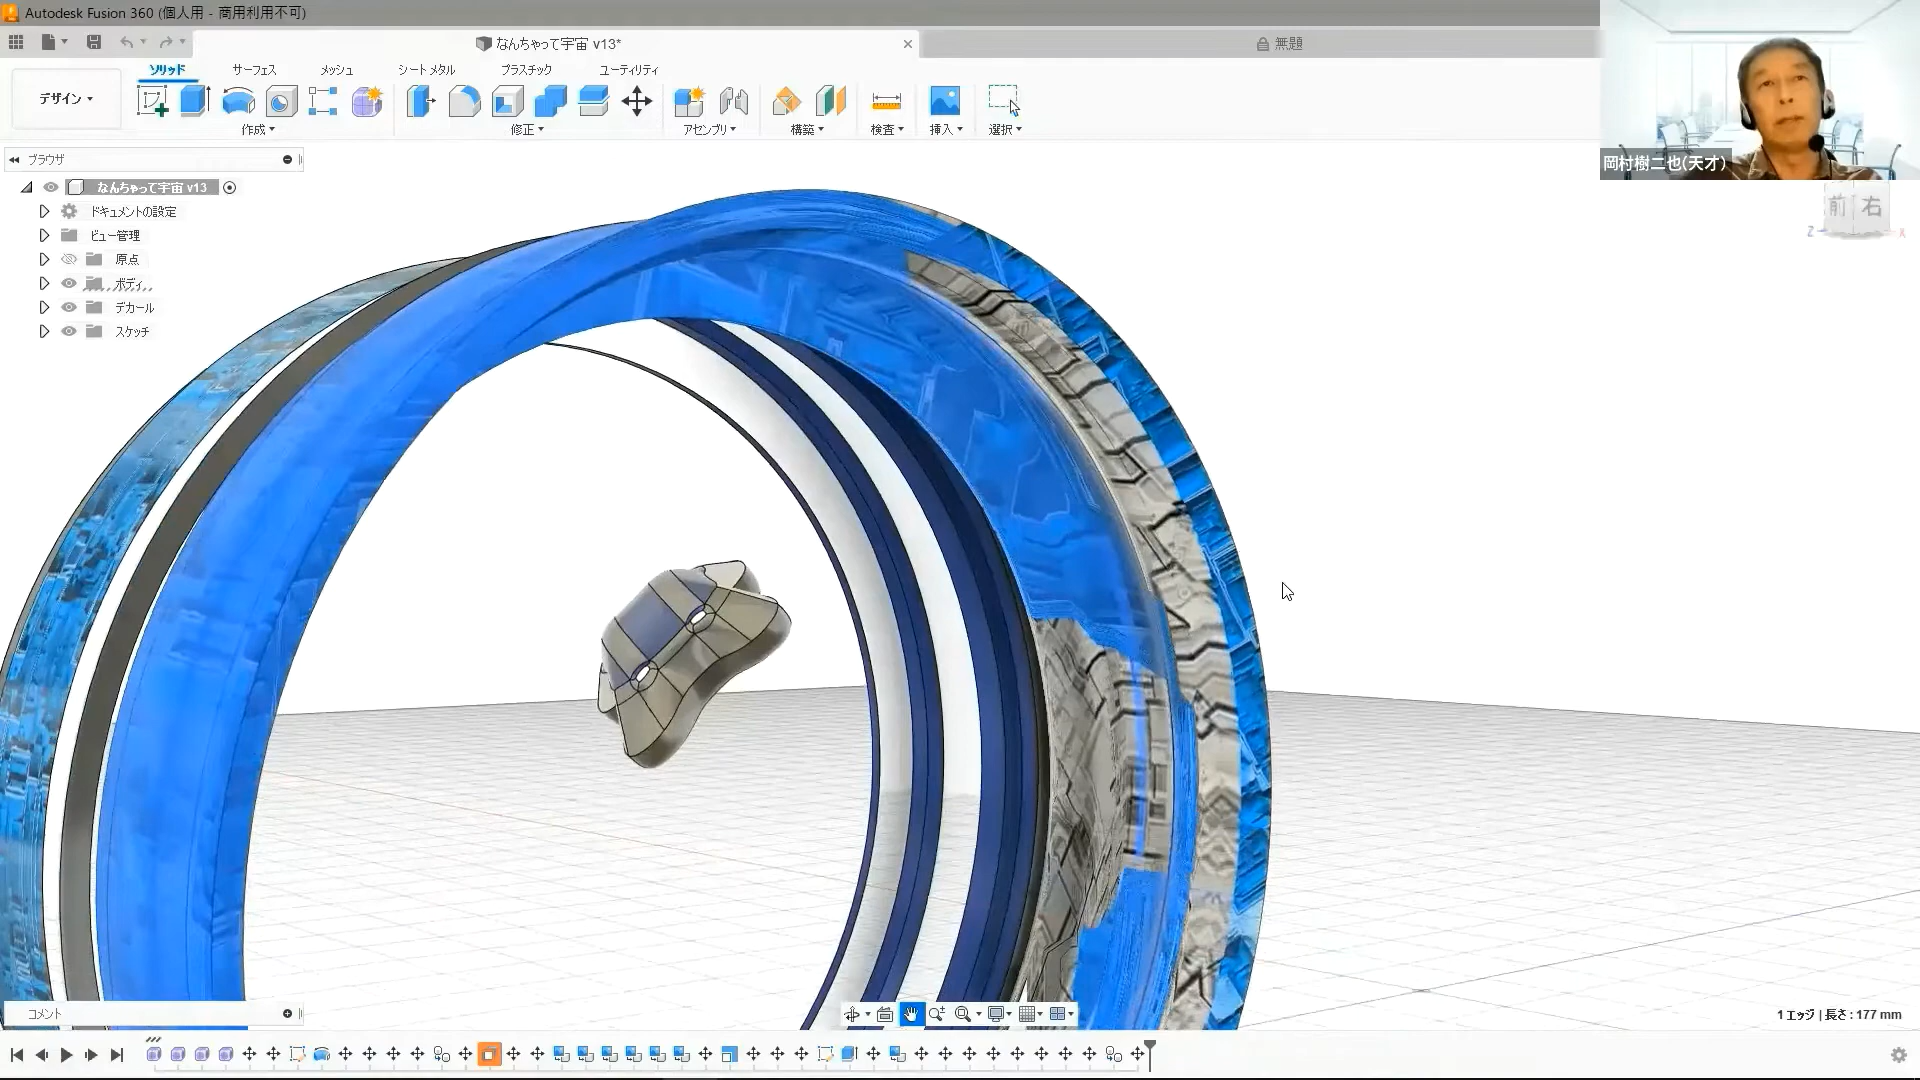 Autodesk Fusion 360 (個人用 - 商用利用不可)
なんちゃって宇宙 v13*
無題
デザイン
ソリッド
サーフェス
メッシュ
シート メタル
プラスチック
ユーティリティ
作成
修正
アセンブリ
構築
検査
挿入
選択
岡村樹二也(天才)
ブラウザ
なんちゃって宇宙 v13
ドキュメントの設定
ビュー管理
原点
ボディ
デカール
スケッチ
前
右
Z
X
コメント
1 エッジ | 長さ : 177 mm